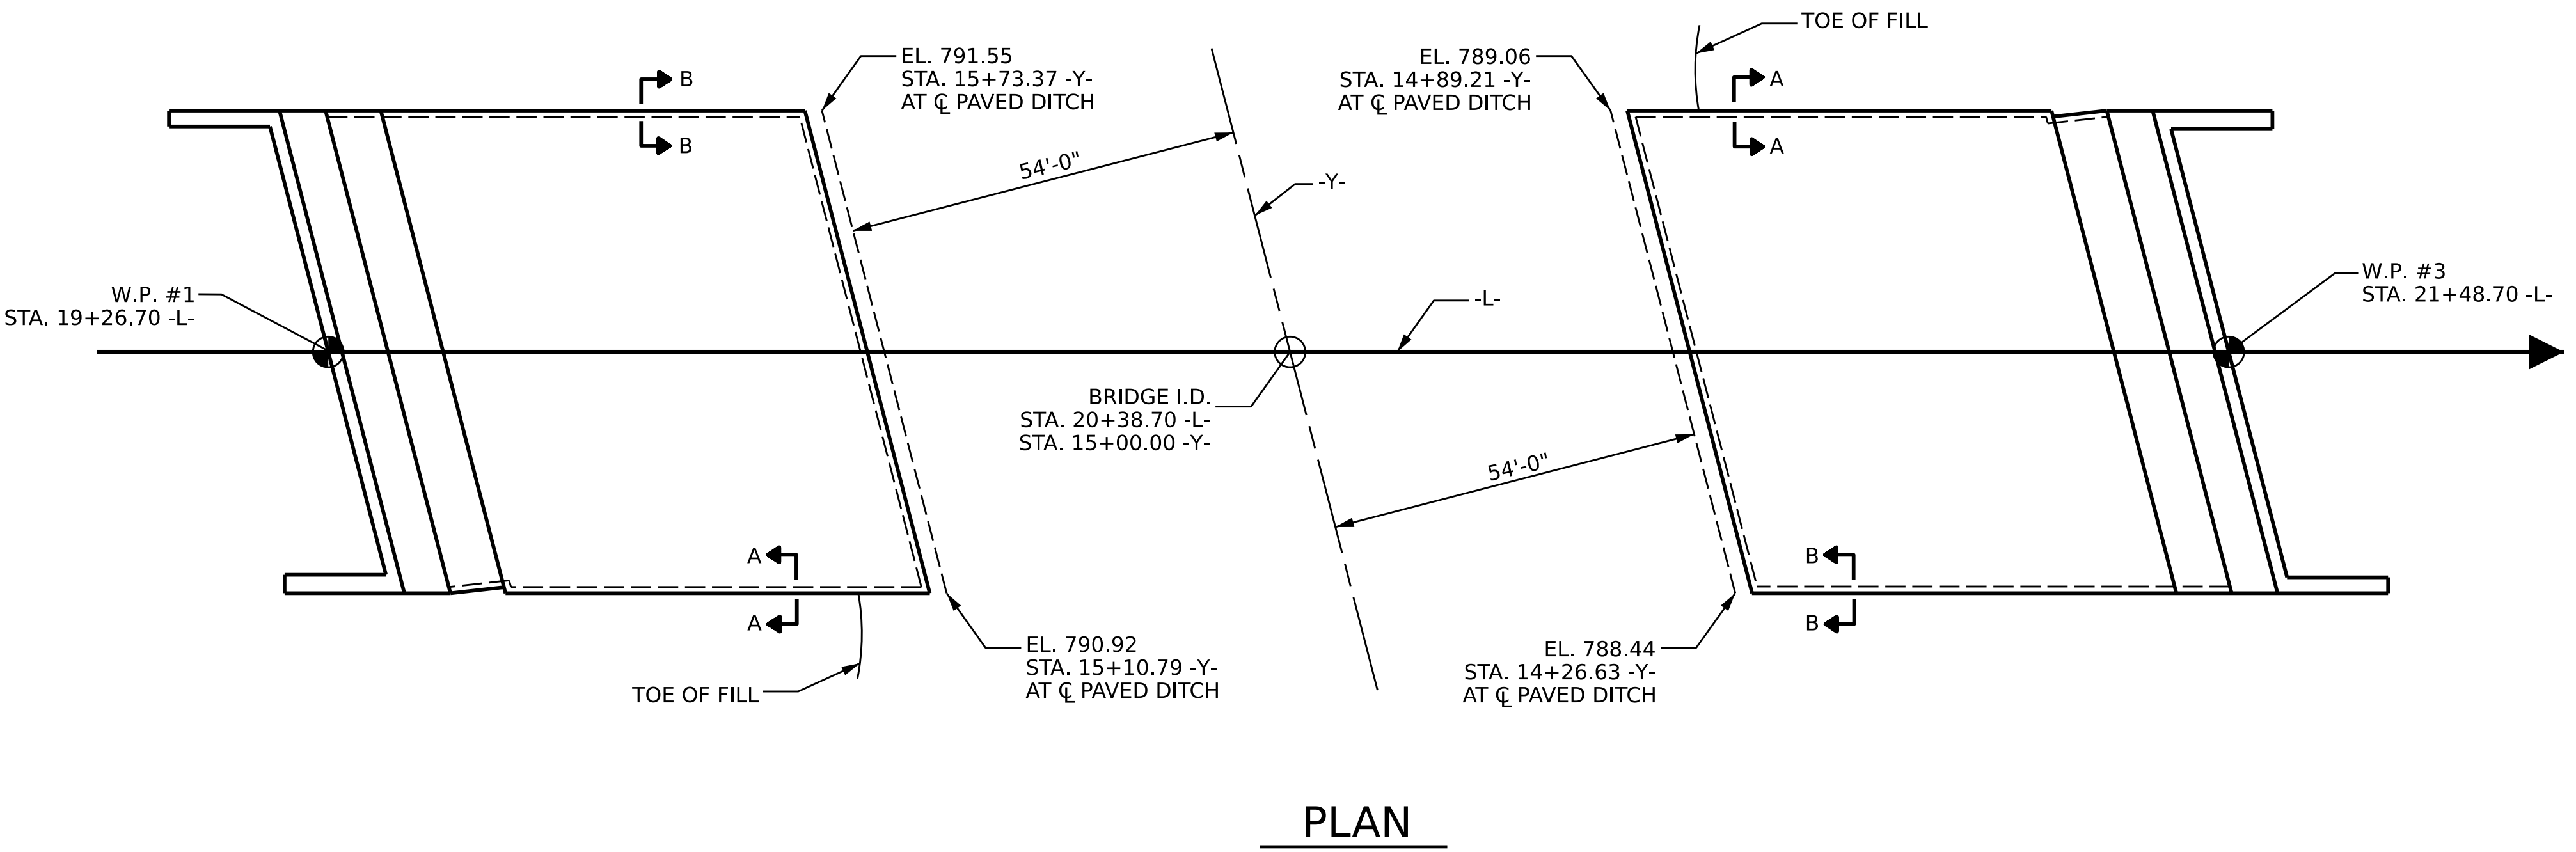 TOE OF FILL
EL. 791.55
STA. 15+73.37 -Y-
AT ℄ PAVED DITCH
EL. 789.06
STA. 14+89.21 -Y-
AT ℄ PAVED DITCH
B
B
A
A
54'-0"
-Y-
W.P. #1
STA. 19+26.70 -L-
-L-
W.P. #3
STA. 21+48.70 -L-
BRIDGE I.D.
STA. 20+38.70 -L-
STA. 15+00.00 -Y-
54'-0"
A
A
B
B
EL. 790.92
STA. 15+10.79 -Y-
AT ℄ PAVED DITCH
EL. 788.44
STA. 14+26.63 -Y-
AT ℄ PAVED DITCH
TOE OF FILL
PLAN